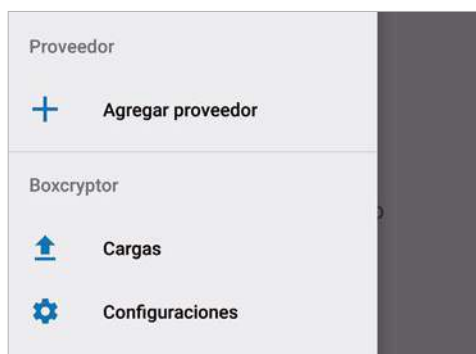 Proveedor
Agregar proveedor
Boxcryptor
Cargas
Configuraciones